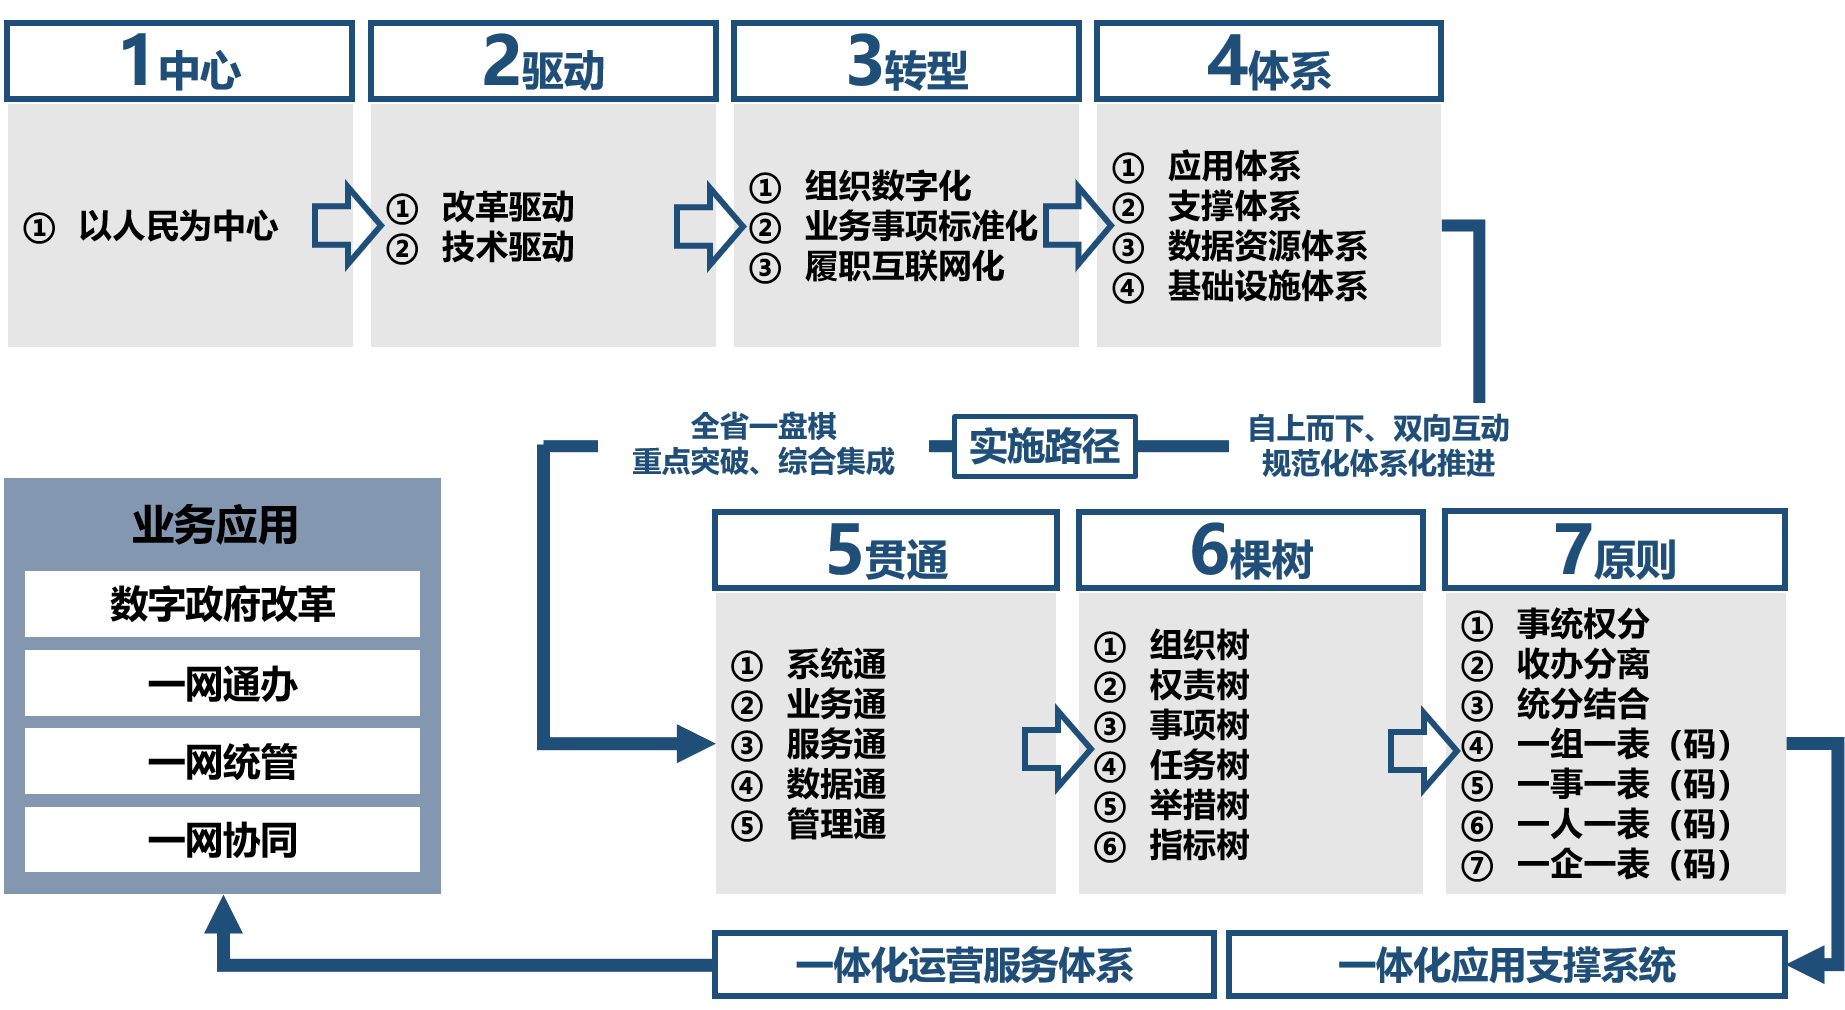 1中心
① 以人民为中心
2驱动
① 改革驱动
② 技术驱动
3转型
① 组织数字化
② 业务事项标准化
③ 履职互联网化
4体系
① 应用体系
② 支撑体系
③ 数据资源体系
④ 基础设施体系
自上而下、双向互动
规范化体系化推进
实施路径
全省一盘棋
重点突破、综合集成
5贯通
① 系统通
② 业务通
③ 服务通
④ 数据通
⑤ 管理通
6棵树
① 组织树
② 权责树
③ 事项树
④ 任务树
⑤ 举措树
⑥ 指标树
7原则
① 事统权分
② 收办分离
③ 统分结合
④ 一组一表（码）
⑤ 一事一表（码）
⑥ 一人一表（码）
⑦ 一企一表（码）
一体化应用支撑系统
一体化运营服务体系
业务应用
数字政府改革
一网通办
一网统管
一网协同